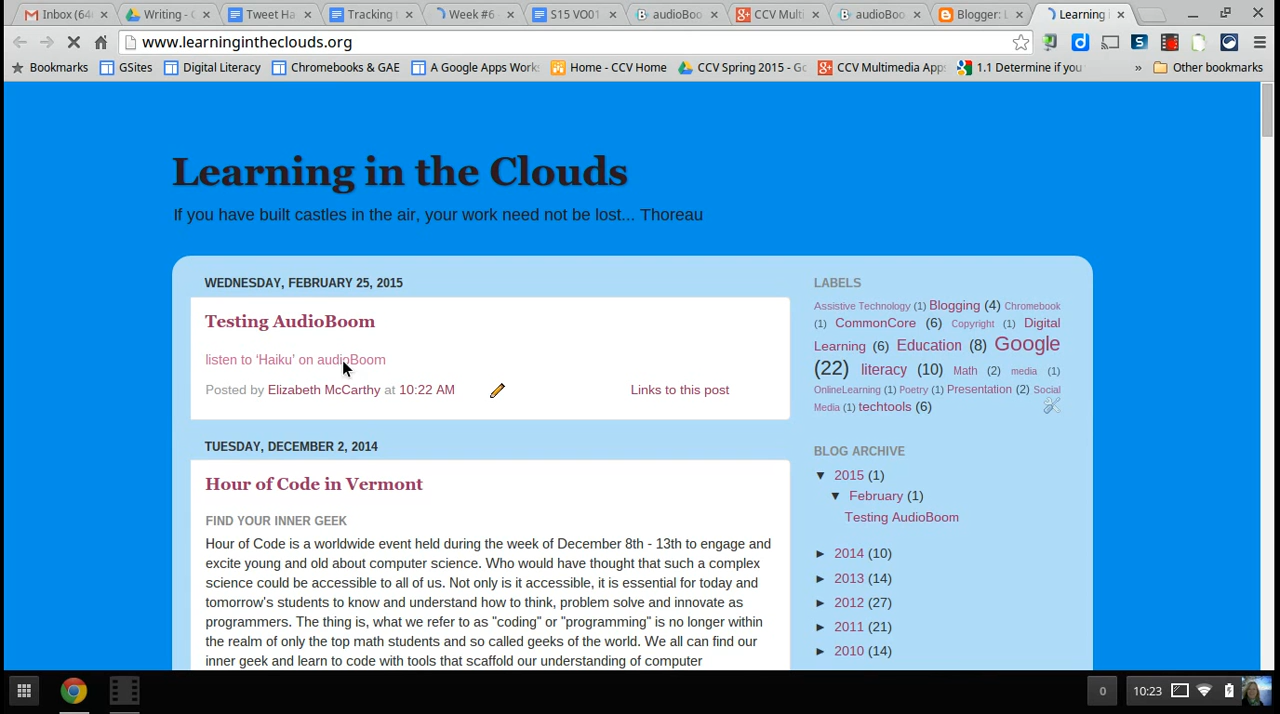 Inbox (64
Writing - C
Tweet Ha
Tracking t
Week #6 -
S15 VO01
audioBoo
CCV Multi
audioBoo
Blogger: L
Learning i
www.learningintheclouds.org
Bookmarks
GSites
Digital Literacy
Chromebooks & GAE
A Google Apps Work
Home - CCV Home
CCV Spring 2015 - Go
CCV Multimedia App
1.1 Determine if you
»
Other bookmarks
Learning in the Clouds
If you have built castles in the air, your work need not be lost... Thoreau
WEDNESDAY, FEBRUARY 25, 2015
Testing AudioBoom
listen to ‘Haiku’ on audioBoom
Posted by Elizabeth McCarthy at 10:22 AM
Links to this post
TUESDAY, DECEMBER 2, 2014
Hour of Code in Vermont
FIND YOUR INNER GEEK
Hour of Code is a worldwide event held during the week of December 8th - 13th to engage and
excite young and old about computer science. Who would have thought that such a complex
science could be accessible to all of us. Not only is it accessible, it is essential for today and
tomorrow's students to know and understand how to think, problem solve and innovate as
programmers. The thing is, what we refer to as "coding" or "programming" is no longer within
the realm of only the top math students and so called geeks of the world. We all can find our
inner geek and learn to code with tools that scaffold our understanding of computer
LABELS
Assistive Technology (1) Blogging (4) Chromebook
(1) CommonCore (6) Copyright (1) Digital
Learning (6) Education (8) Google
(22) literacy (10) Math (2) media (1)
OnlineLearning (1) Poetry (1) Presentation (2) Social
Media (1) techtools (6)
BLOG ARCHIVE
▼ 2015 (1)
▼ February (1)
Testing AudioBoom
► 2014 (10)
► 2013 (14)
► 2012 (27)
► 2011 (21)
► 2010 (14)
0
10:23